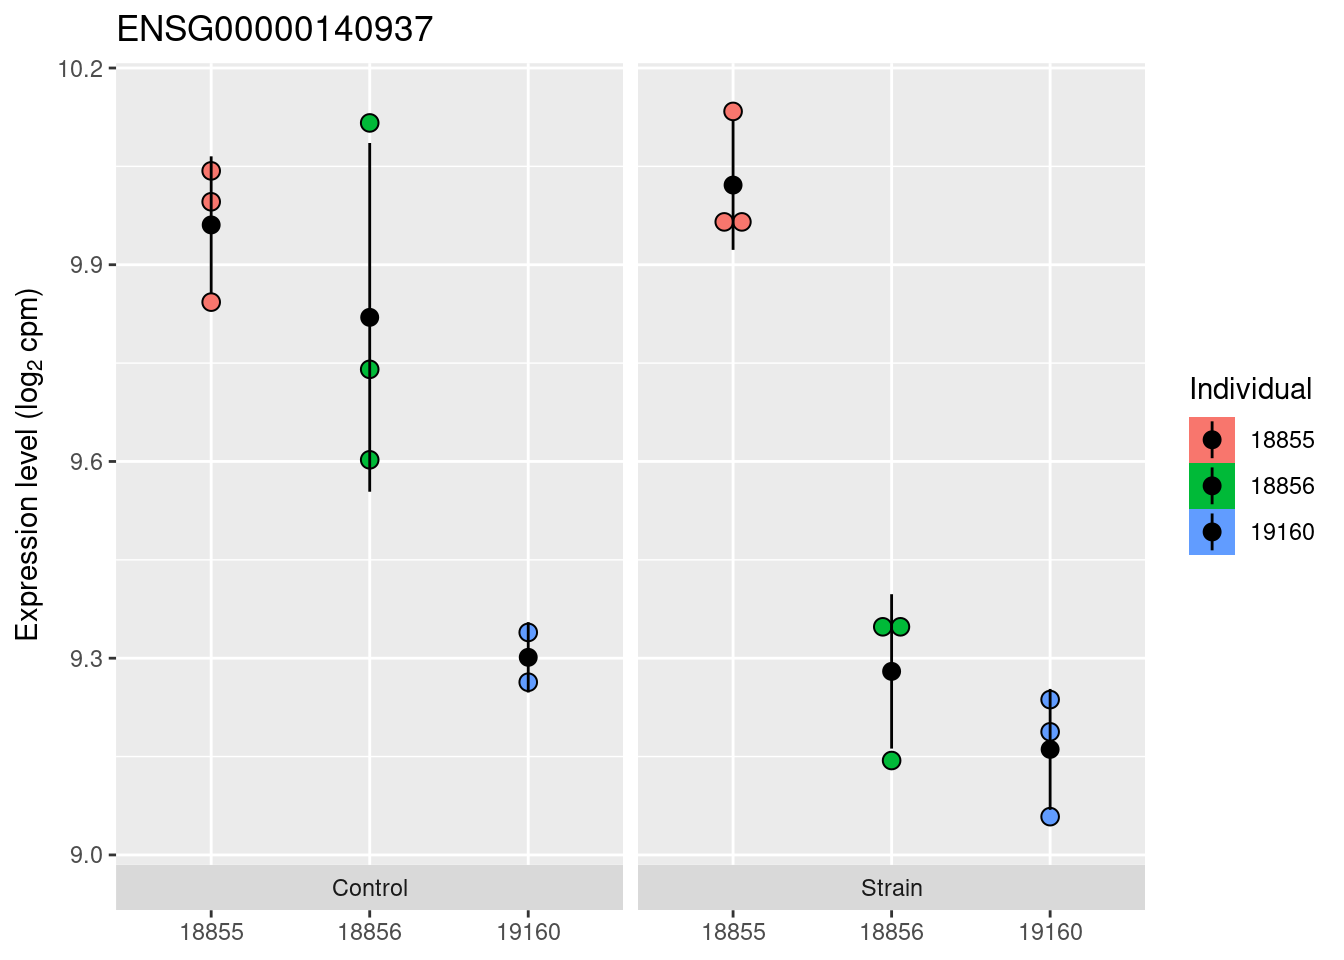 ENSG00000140937
Expression level (log2 cpm)
10.2
9.9
9.6
9.3
9.0
Control
Strain
18855
18856
19160
18855
18856
19160
Individual
18855
18856
19160